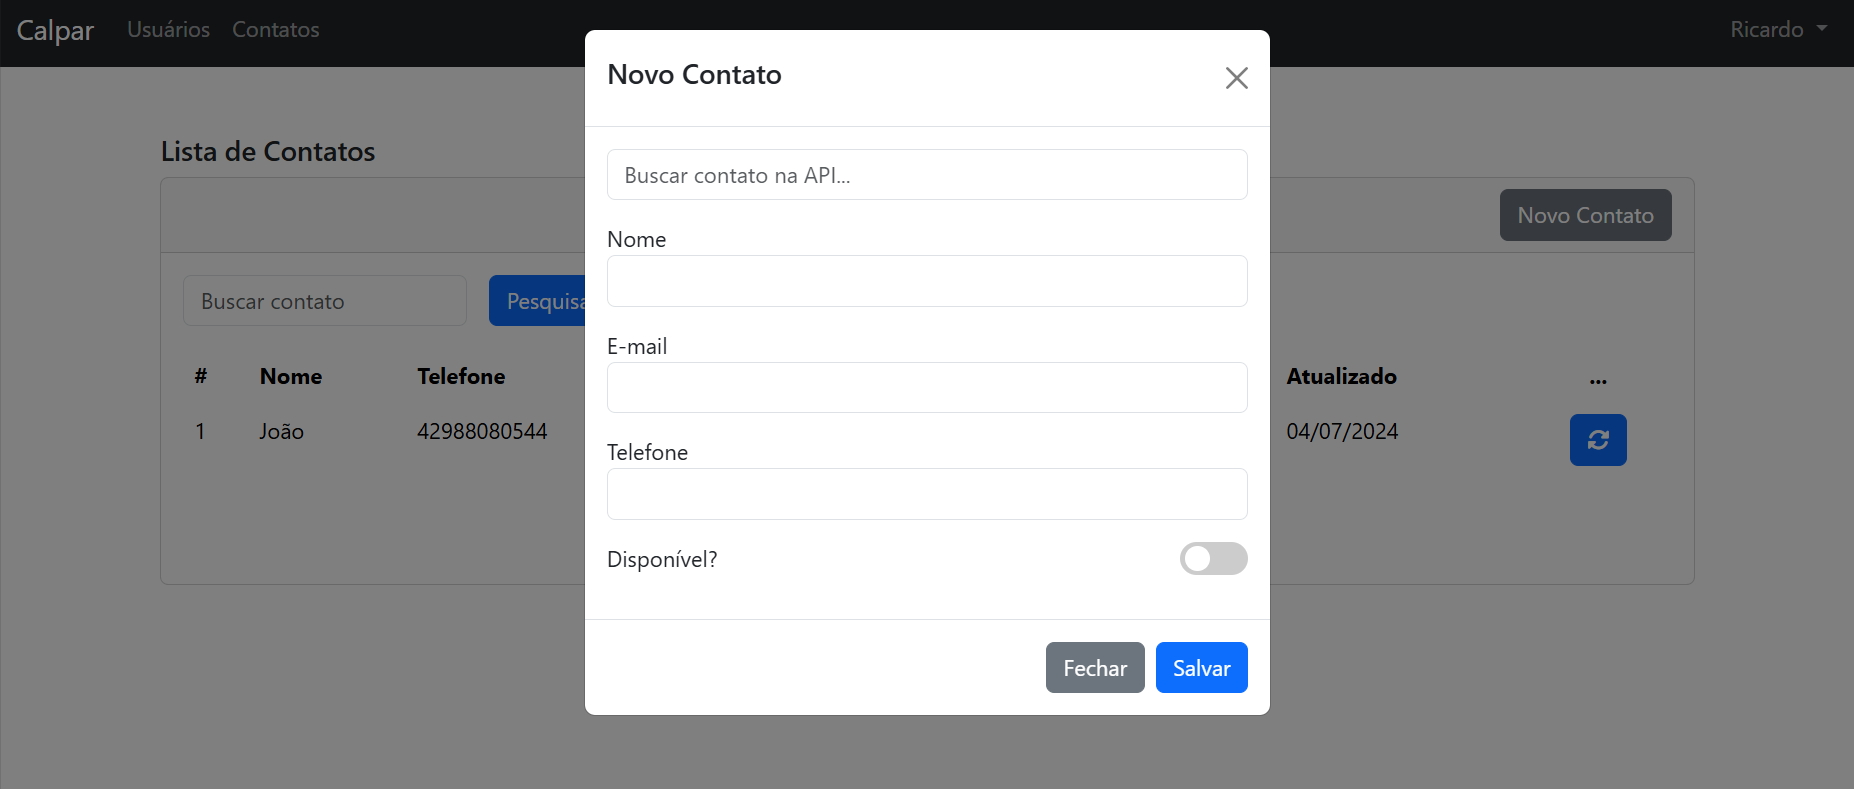 Calpar Usuários Contatos Ricardo
Novo Contato
Lista de Contatos
Buscar contato na API...
Novo Contato
Nome
Buscar contato Pesquisa
E-mail
# Nome Telefone Atualizado ...
1 João 42988080544 04/07/2024
Telefone
Disponível?
Fechar Salvar